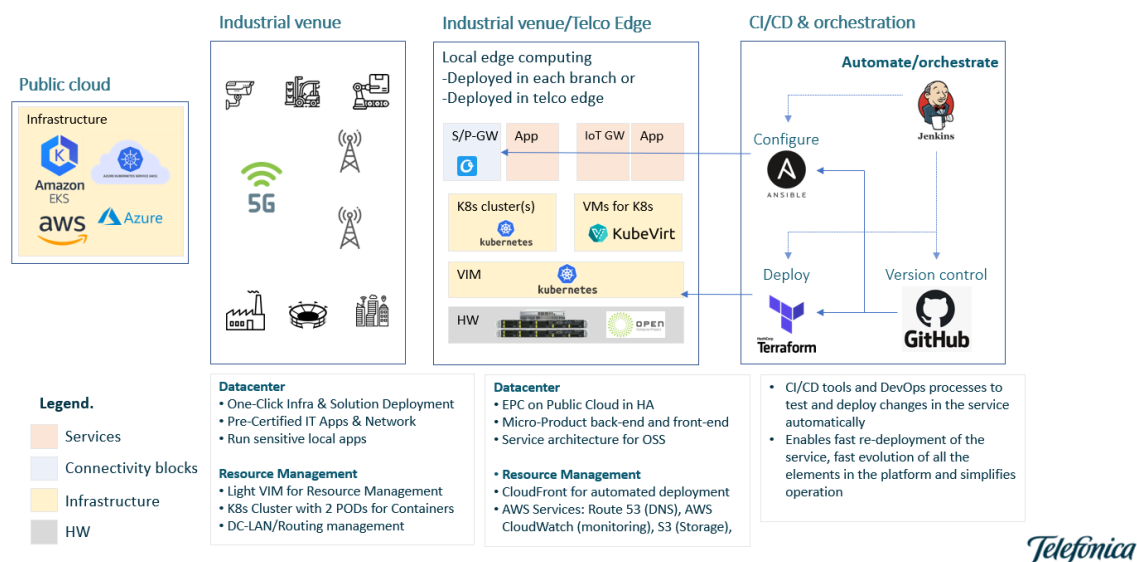 Industrial venue
Industrial venue/Telco Edge
CI/CD & orchestration
Public cloud
Infrastructure
Amazon
EKS
AZURE KUBERNETES SERVICE (AKS)
aws
Azure
5G
Local edge computing
-Deployed in each branch or
-Deployed in telco edge
S/P-GW
App
IoT GW
App
K8s cluster(s)
kubernetes
VMs for K8s
KubeVirt
VIM
kubernetes
HW
OPEN
Automate/orchestrate
Jenkins
Configure
ANSIBLE
Deploy
HashiCorp
Terraform
Version control
GitHub
Legend.
Services
Connectivity blocks
Infrastructure
HW
Datacenter
• One-Click Infra & Solution Deployment
• Pre-Certified IT Apps & Network
• Run sensitive local apps
Resource Management
• Light VIM for Resource Management
• K8s Cluster with 2 PODs for Containers
• DC-LAN/Routing management
Datacenter
• EPC on Public Cloud in HA
• Micro-Product back-end and front-end
• Service architecture for OSS
• Resource Management
• CloudFront for automated deployment
• AWS Services: Route 53 (DNS), AWS
CloudWatch (monitoring), S3 (Storage),
• CI/CD tools and DevOps processes to
test and deploy changes in the service
automatically
• Enables fast re-deployment of the
service, fast evolution of all the
elements in the platform and simplifies
operation
Telefónica